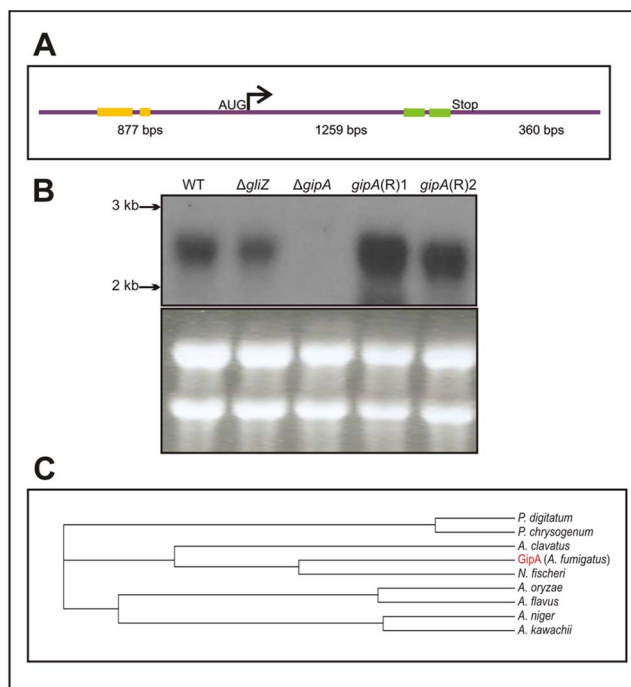 A
AUG
Stop
877 bps 1259 bps 360 bps
B
WT ΔgliZ ΔgipA gipA(R)1 gipA(R)2
3 kb
2 kb
C
P. digitatum
P. chrysogenum
A. clavatus
GipA (A. fumigatus)
N. fischeri
A. oryzae
A. flavus
A. niger
A. kawachii